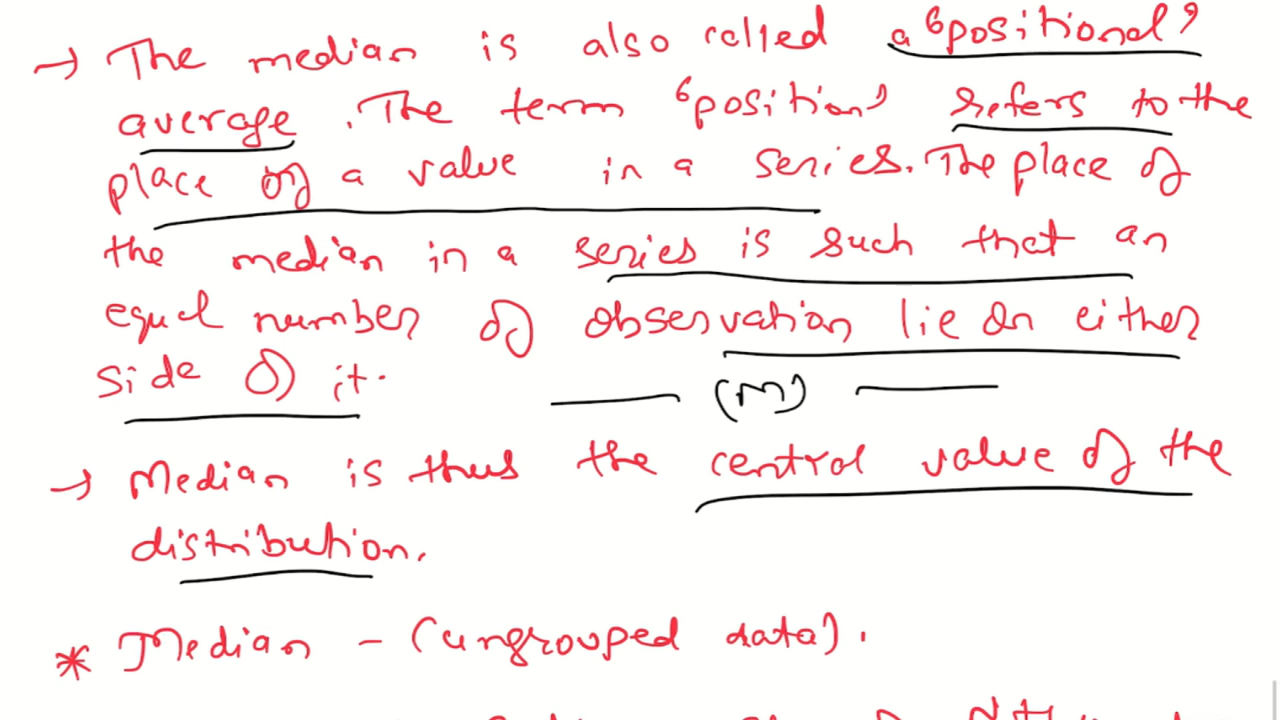 → The median is also called a ‘positional’
average. The term ‘position’ refers to the
place of a value in a series. The place of
the median in a series is such that an
equal number of observation lie on either
side of it.
(M)
→ Median is thus the central value of the
distribution.
* Median - (ungrouped data).